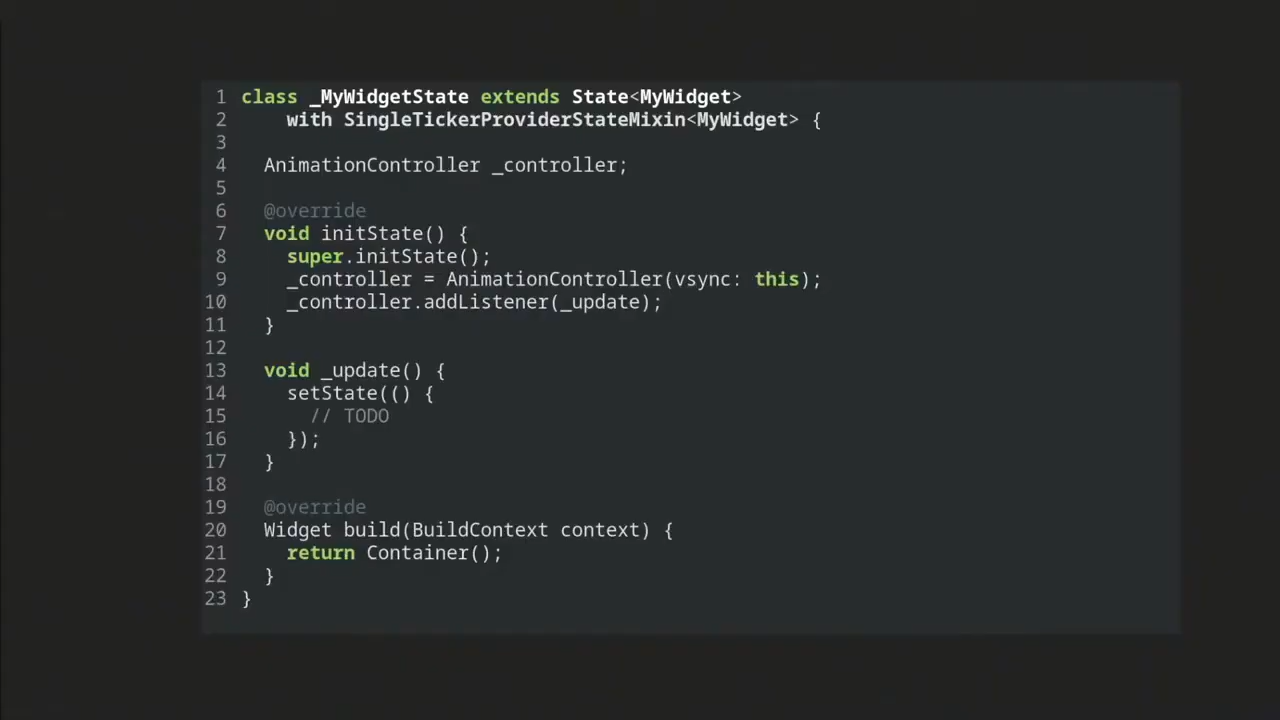 1 class _MyWidgetState extends State<MyWidget>
2     with SingleTickerProviderStateMixin<MyWidget> {
3
4   AnimationController _controller;
5
6   @override
7   void initState() {
8     super.initState();
9     _controller = AnimationController(vsync: this);
10     _controller.addListener(_update);
11   }
12
13   void _update() {
14     setState(() {
15       // TODO
16     });
17   }
18
19   @override
20   Widget build(BuildContext context) {
21     return Container();
22   }
23 }